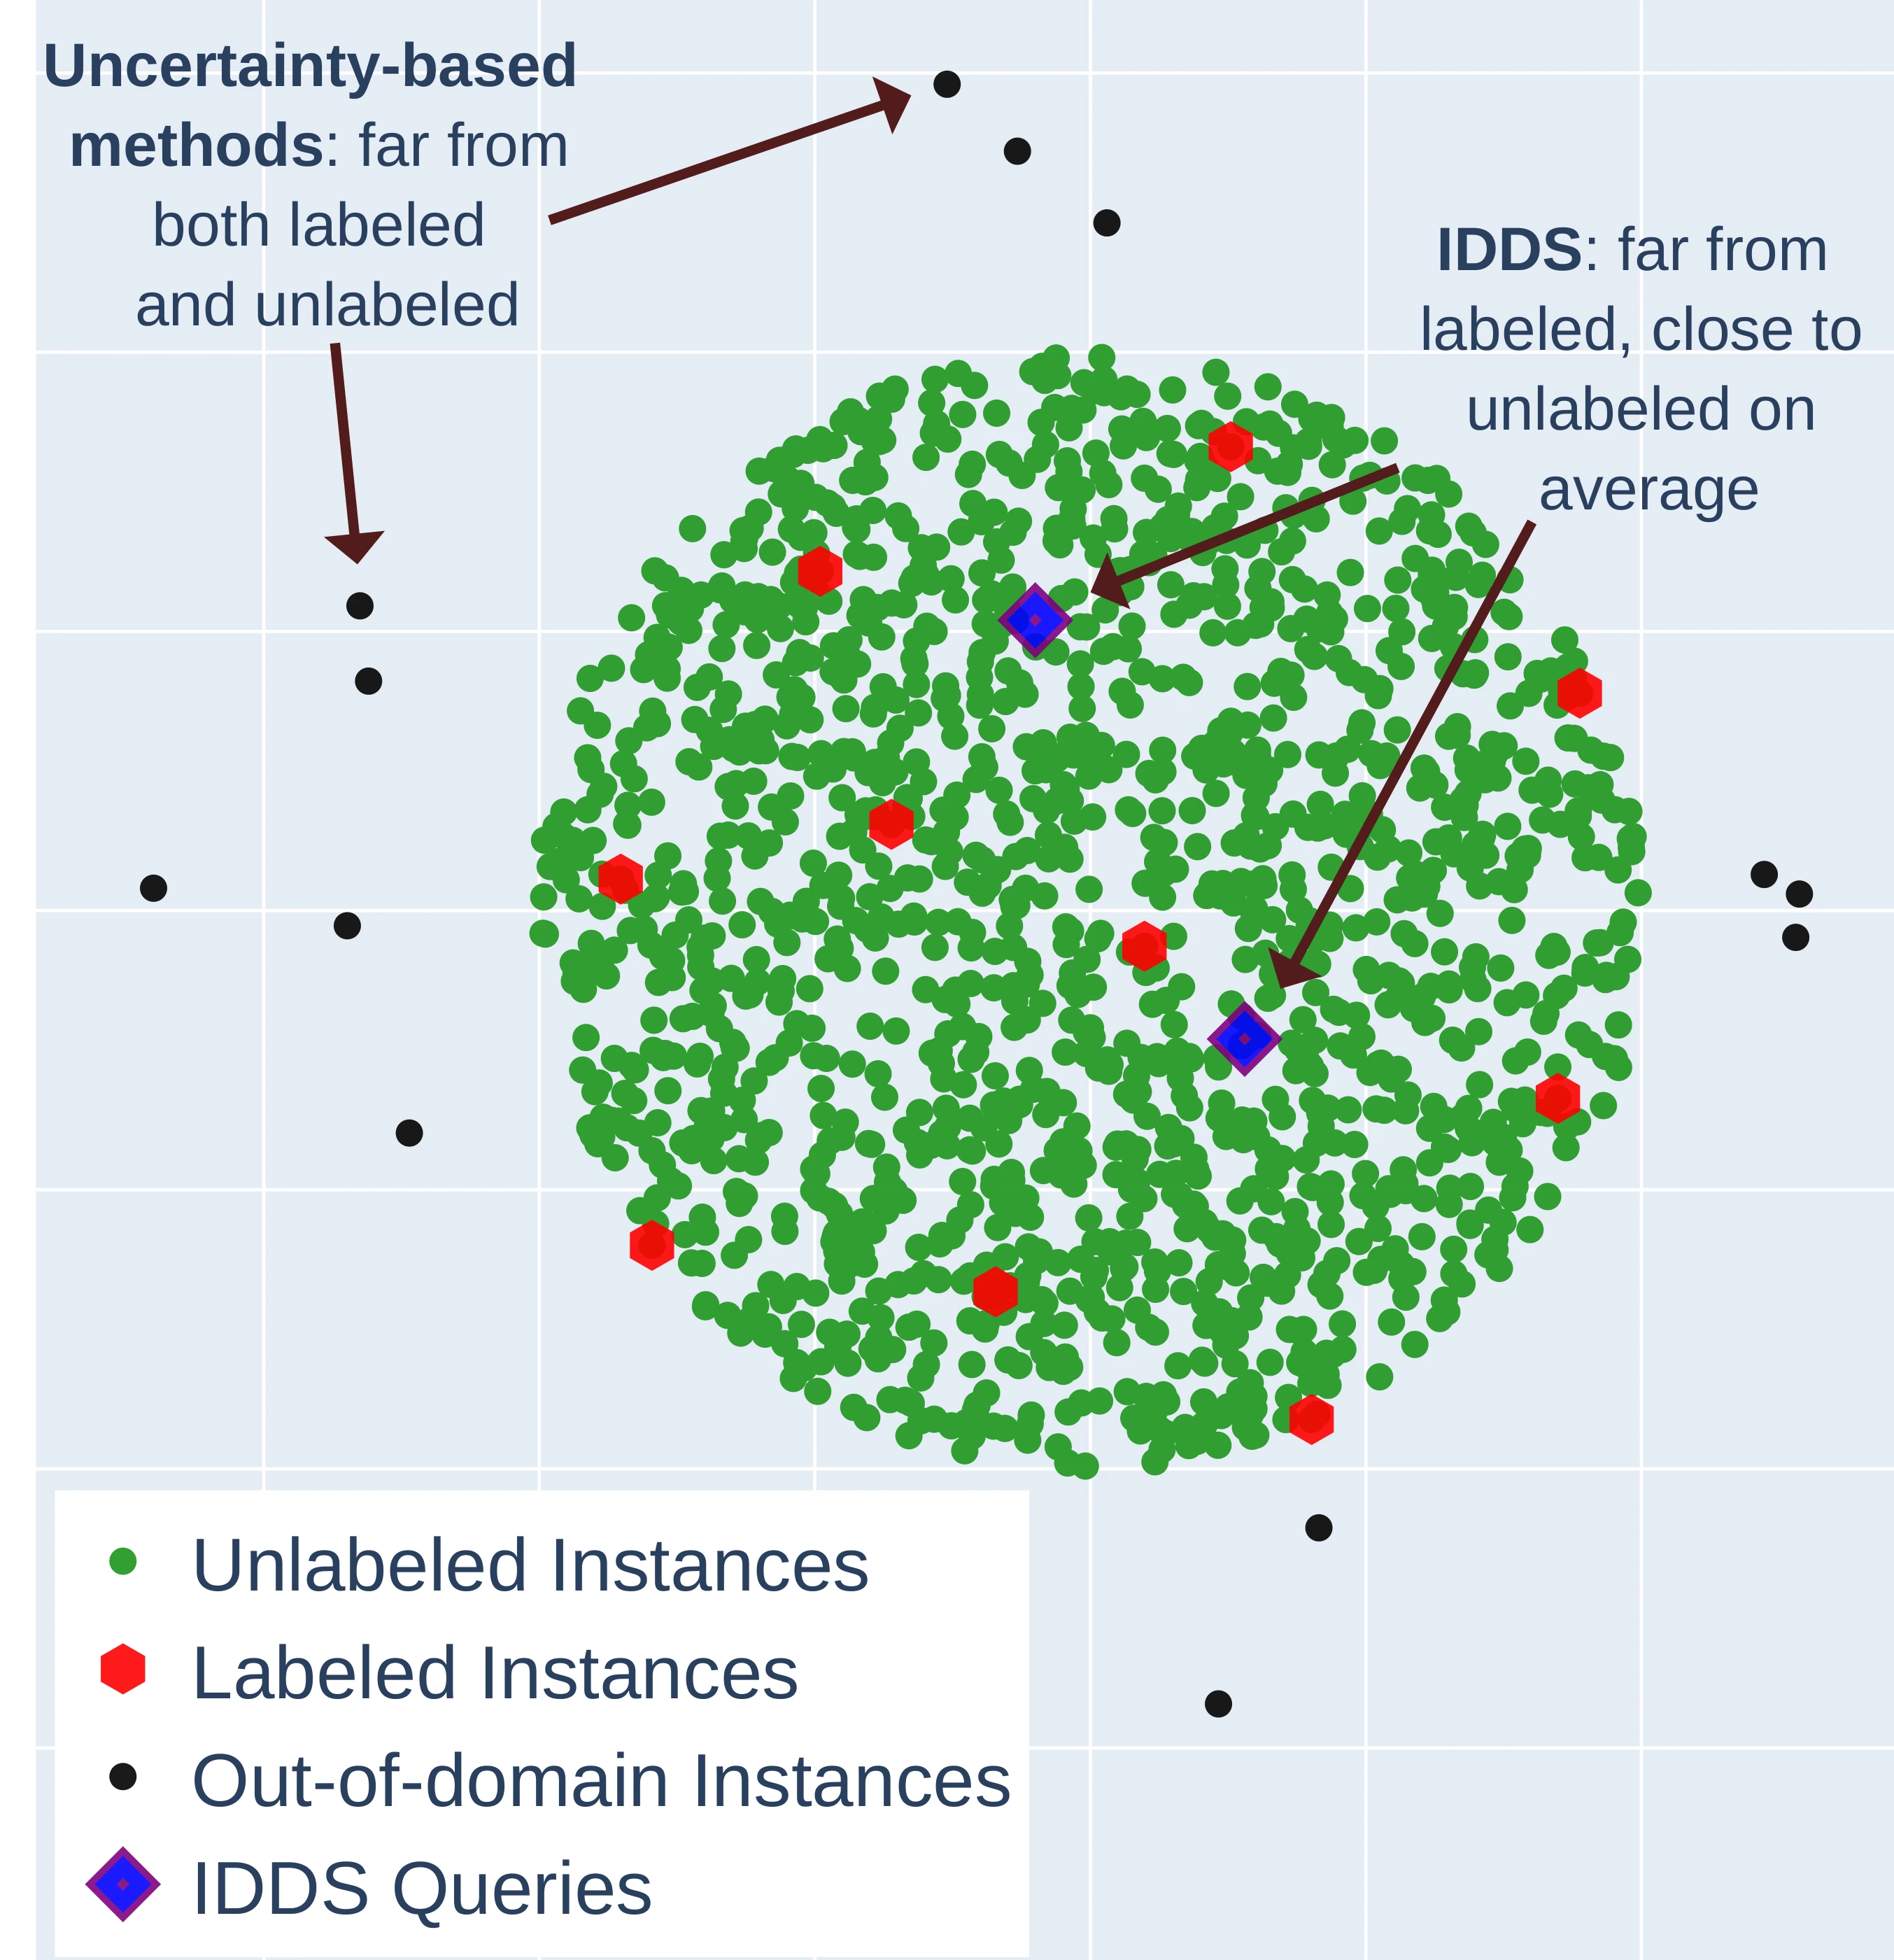 Uncertainty-based
methods: far from
both labeled
and unlabeled
IDDS: far from
labeled, close to
unlabeled on
average
Unlabeled Instances
Labeled Instances
Out-of-domain Instances
IDDS Queries